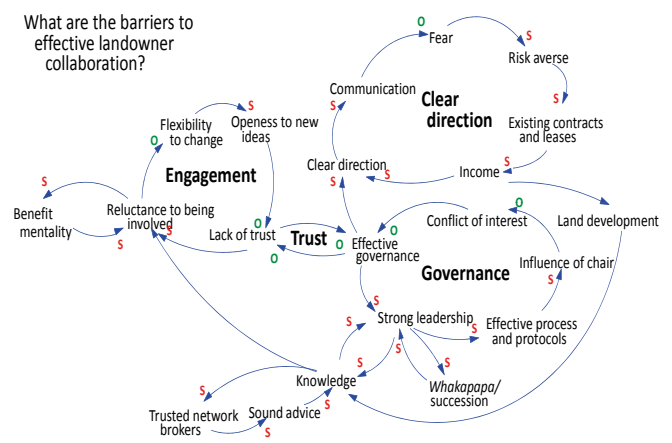 What are the barriers to
effective landowner
collaboration?
O
Fear
S
Risk averse
Communication
S
S
Clear
direction
Existing contracts
and leases
Flexibility
to change
O
S
Openess to new
ideas
Engagement
Clear direction
S
S
Income
S
S
Benefit
mentality
S
Reluctance to being
involved
S
O
Lack of trust
O
Trust
O
Effective
governance
O
Conflict of interest
O
Land development
Governance
Influence of chair
S
S
Strong leadership
S
S
Effective process
and protocols
S
S
S
Whakapapa/
succession
Knowledge
S
S
Trusted network
brokers
Sound advice
S
S